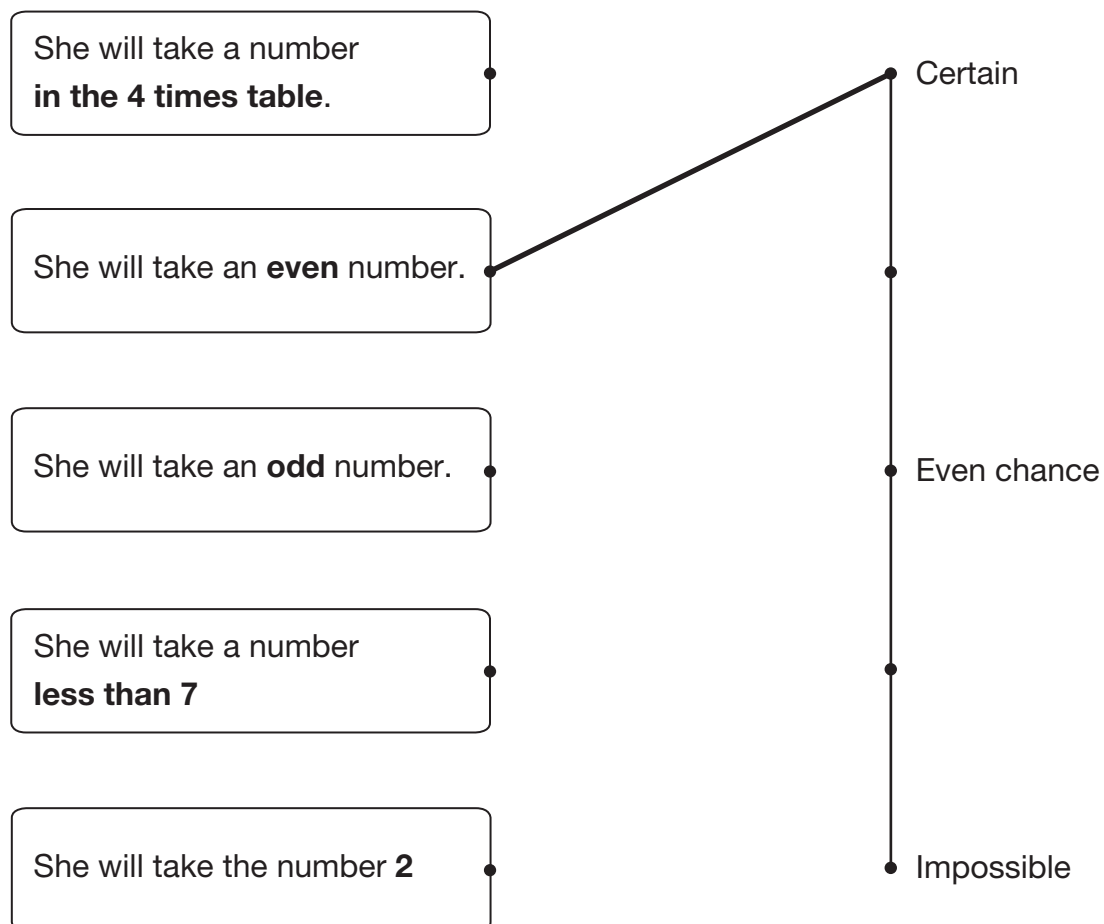 She will take a number
in the 4 times table.
Certain
She will take an even number.
She will take an odd number.
Even chance
She will take a number
less than 7
She will take the number 2
Impossible